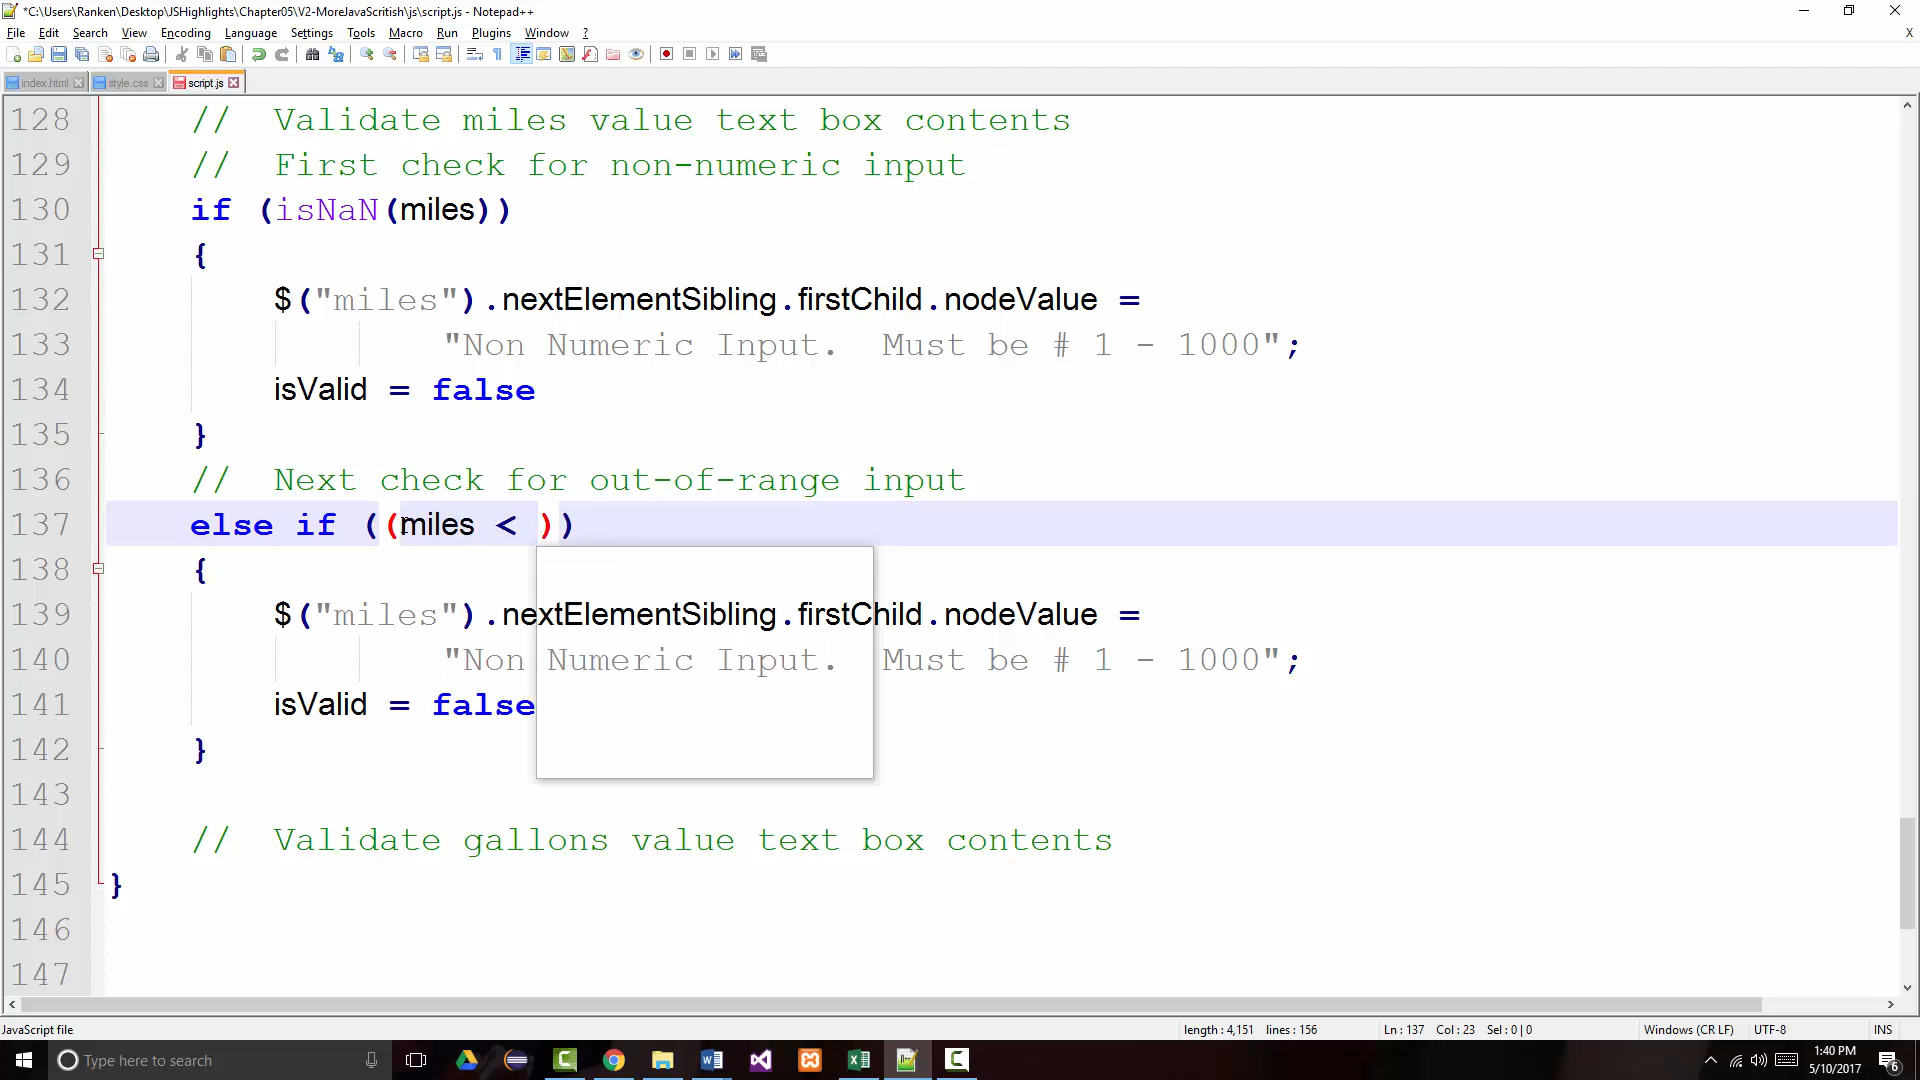 *C:\Users\Ranken\Desktop\JSHighlights\Chapter05\V2-MoreJavaScritish\js\script.js - Notepad++
File Edit Search View Encoding Language Settings Tools Macro Run Plugins Window ? X
index.html style.css script.js
128 // Validate miles value text box contents
129 // First check for non-numeric input
130 if (isNaN(miles))
131 {
132 $("miles").nextElementSibling.firstChild.nodeValue =
133 "Non Numeric Input.  Must be # 1 - 1000";
134 isValid = false
135 }
136 // Next check for out-of-range input
137 else if ((miles < ))
138 {
139 $("miles").nextElementSibling.firstChild.nodeValue =
140 "Non Numeric Input.  Must be # 1 - 1000";
141 isValid = false
142 }
143
144 // Validate gallons value text box contents
145 }
146
147
JavaScript file length : 4,151 lines : 156 Ln : 137 Col : 23 Sel : 0 | 0 Windows (CR LF) UTF-8 INS
Type here to search 1:40 PM
5/10/2017 6